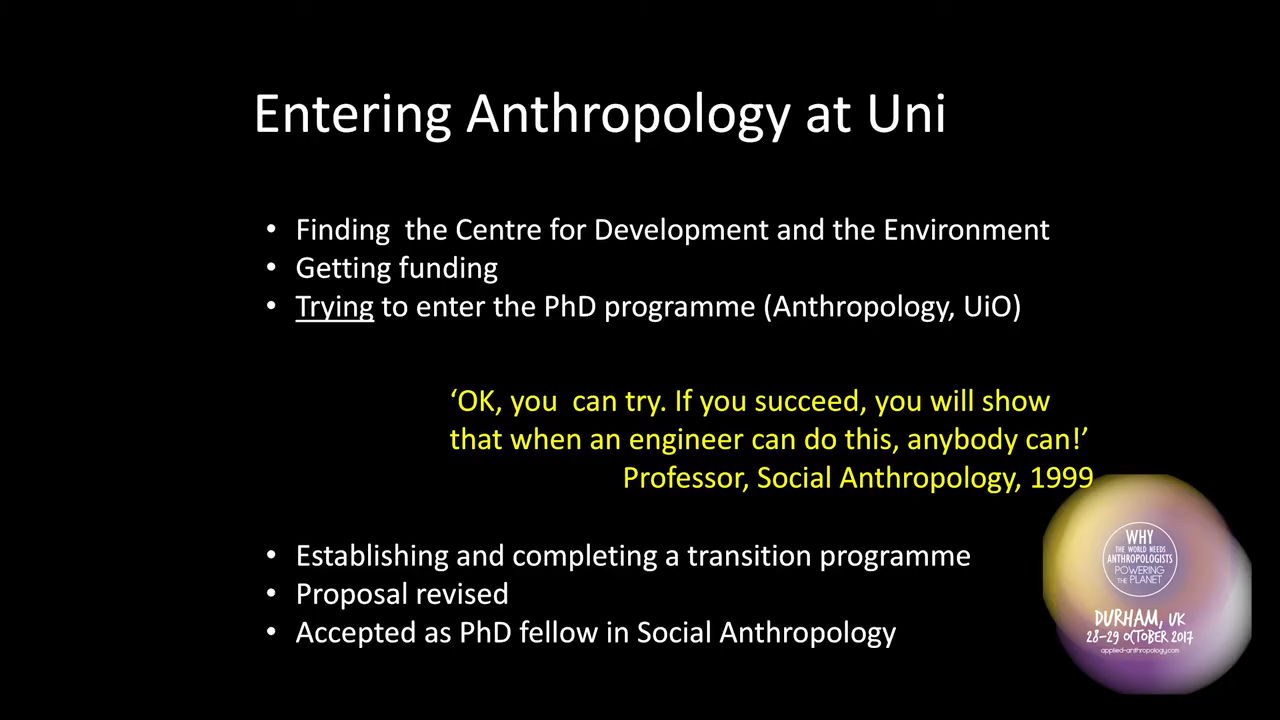 Entering Anthropology at Uni
• Finding  the Centre for Development and the Environment
• Getting funding
• Trying to enter the PhD programme (Anthropology, UiO)
‘OK, you  can try. If you succeed, you will show
that when an engineer can do this, anybody can!’
Professor, Social Anthropology, 1999
• Establishing and completing a transition programme
• Proposal revised
• Accepted as PhD fellow in Social Anthropology
WHY
THE WORLD NEEDS
ANTHROPOLOGISTS
POWERING
THE PLANET
DURHAM, UK
28-29 OCTOBER 2017
applied-anthropology.com